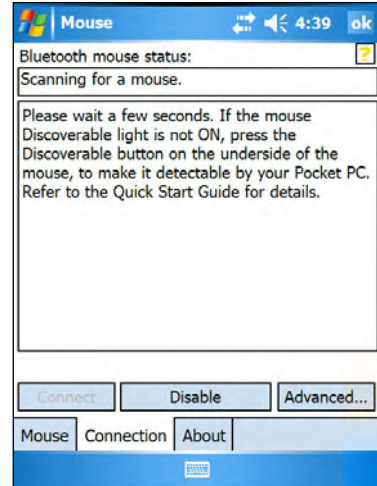 Mouse 4:39 ok
Bluetooth mouse status: ?
Scanning for a mouse.
Please wait a few seconds. If the mouse
Discoverable light is not ON, press the
Discoverable button on the underside of the
mouse, to make it detectable by your Pocket PC.
Refer to the Quick Start Guide for details.
Connect Disable Advanced...
Mouse Connection About